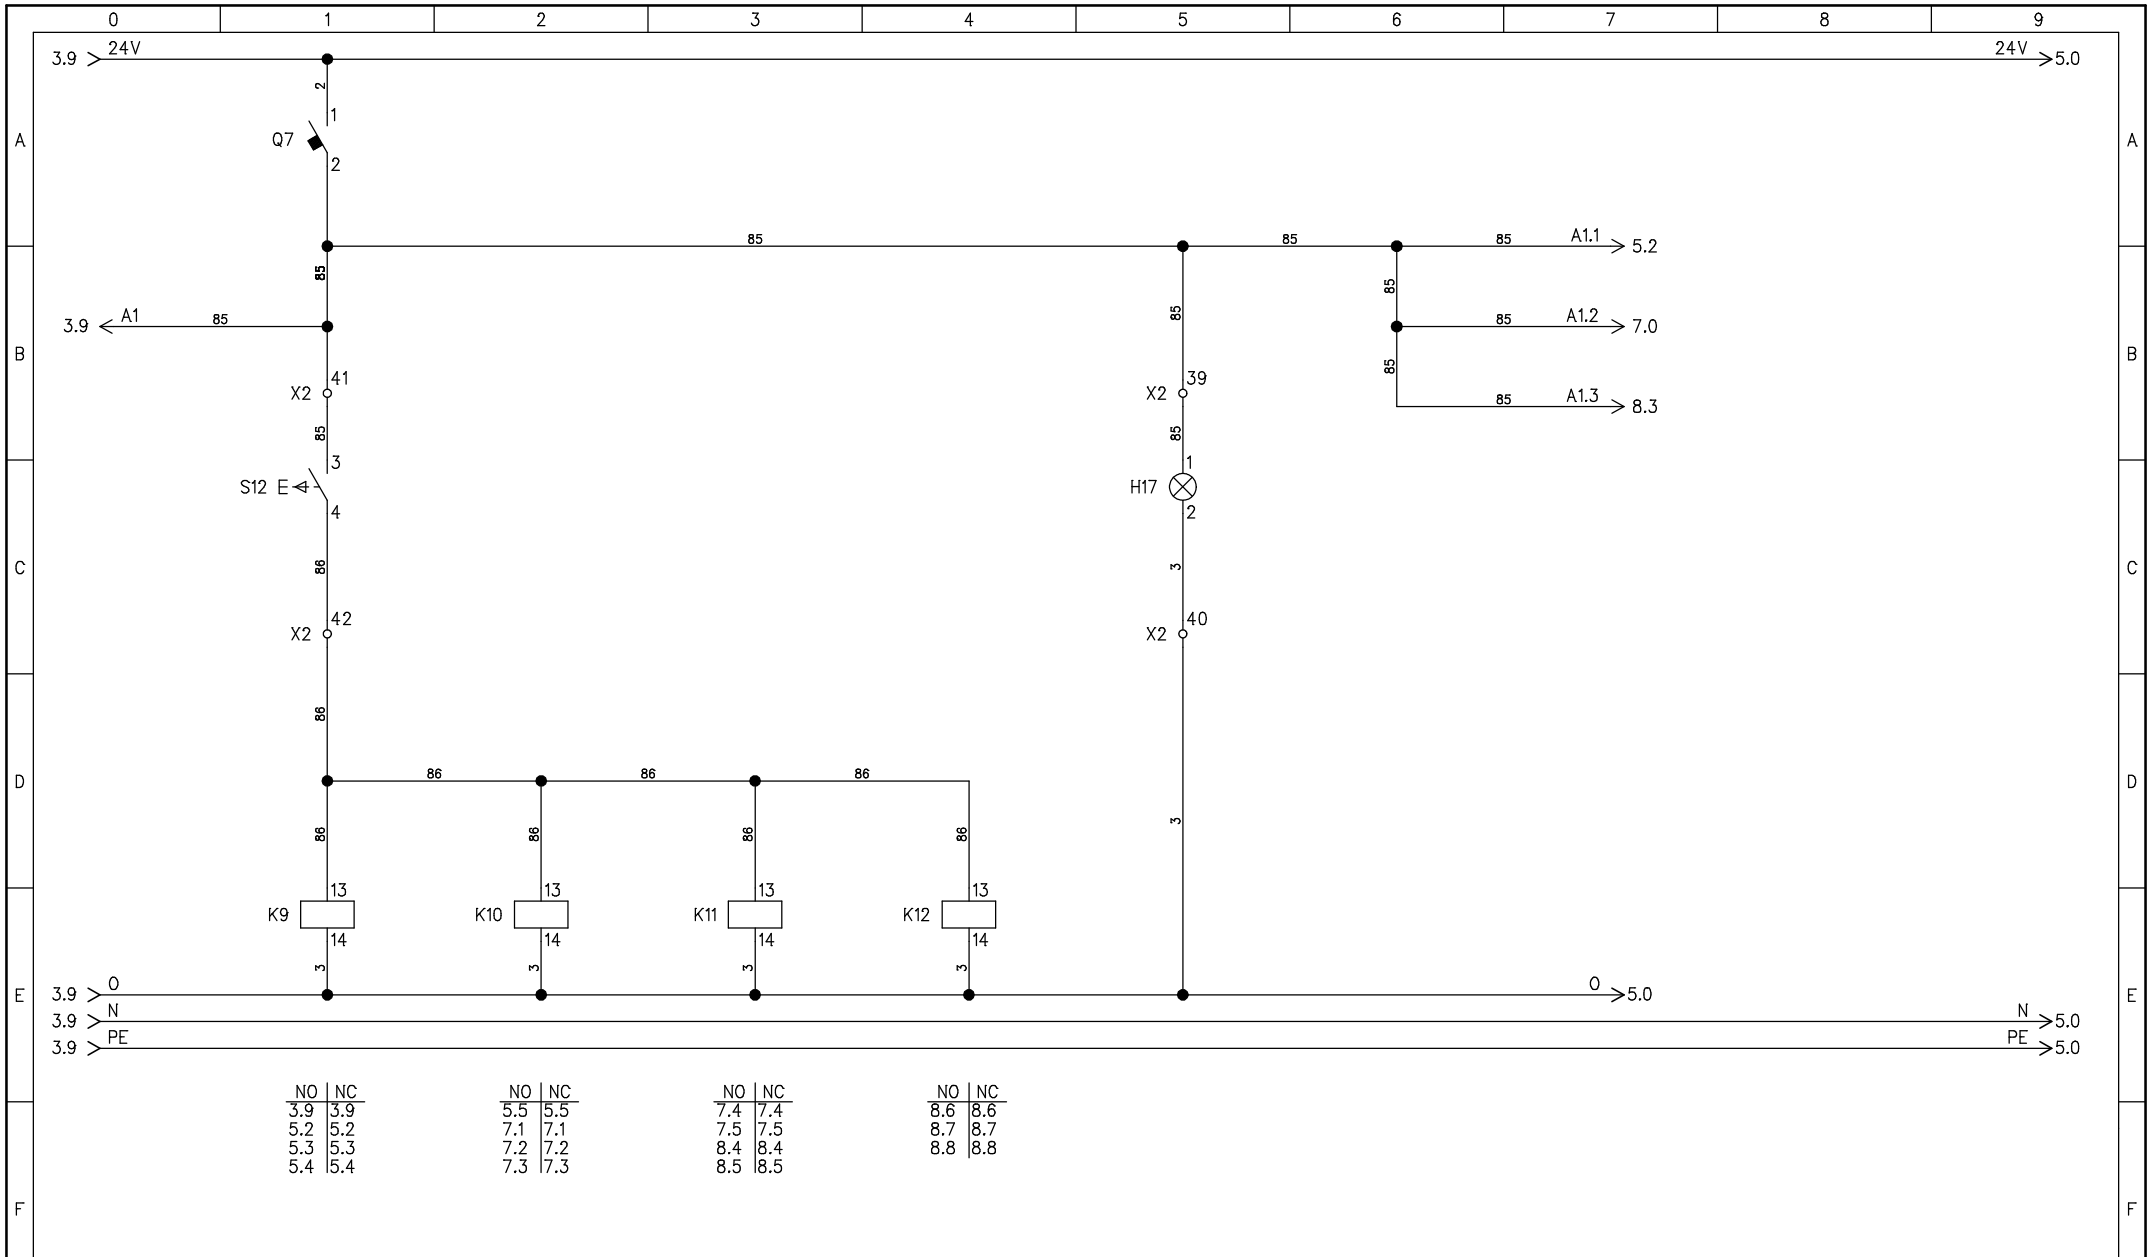 0 1 2 3 4 5 6 7 8 9
3.9 24V 24V 5.0
2
1
A Q7 A
2
85 85 85 A1.1 5.2
85 85
3.9 A1 85 85 85 A1.2 7.0
B B
85
41 39
X2 X2
85 A1.3 8.3
85 85
3 1
S12 E H17
4 2
C 86 3 C
42 40
X2 X2
86
86 86 86
D D
3
86 86 86 86
13 13 13 13
K9 K10 K11 K12
14 14 14 14
3 3 3 3
E 3.9 O O 5.0 E
3.9 N N 5.0
3.9 PE PE 5.0
NO NC NO NC NO NC NO NC
3.9 3.9 5.5 5.5 7.4 7.4 8.6 8.6
5.2 5.2 7.1 7.1 7.5 7.5 8.7 8.7
5.3 5.3 7.2 7.2 8.4 8.4 8.8 8.8
5.4 5.4 7.3 7.3 8.5 8.5
F F